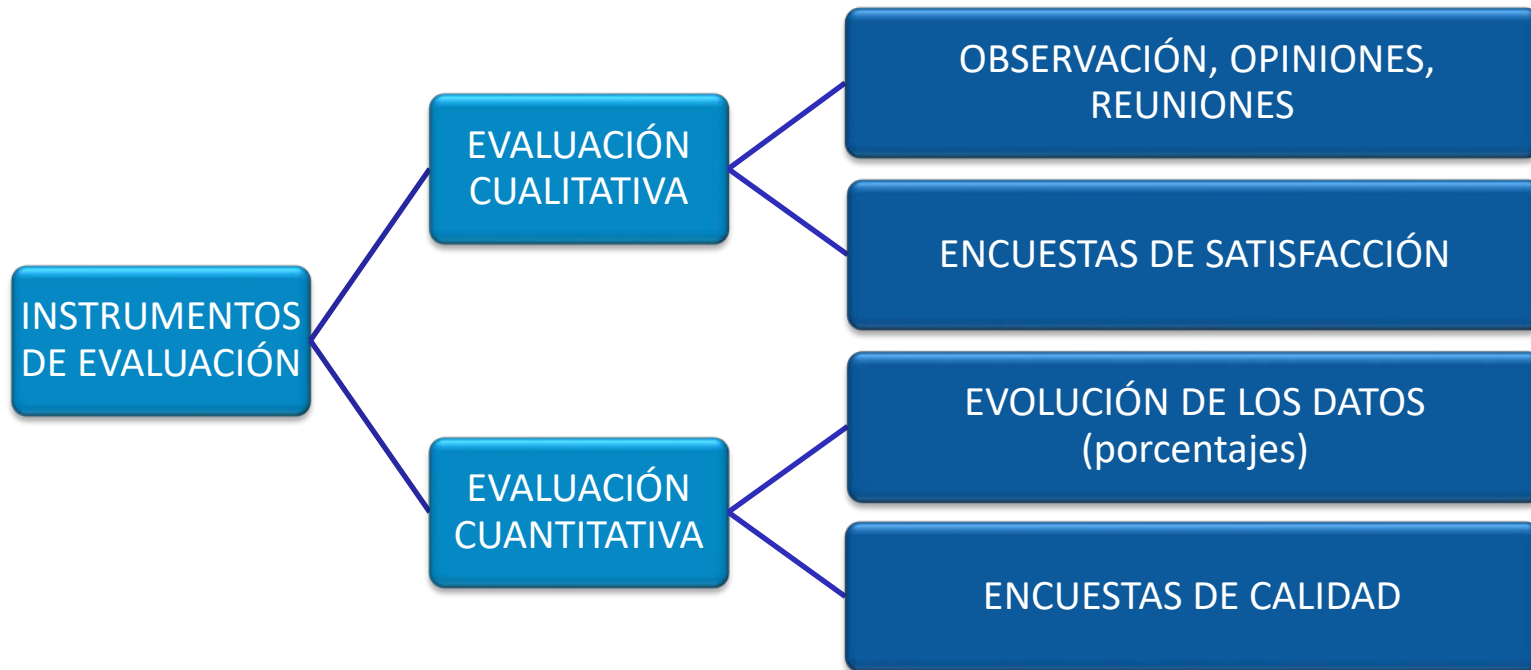 INSTRUMENTOS
DE EVALUACIÓN
EVALUACIÓN
CUALITATIVA
OBSERVACIÓN, OPINIONES,
REUNIONES
ENCUESTAS DE SATISFACCIÓN
EVALUACIÓN
CUANTITATIVA
EVOLUCIÓN DE LOS DATOS
(porcentajes)
ENCUESTAS DE CALIDAD